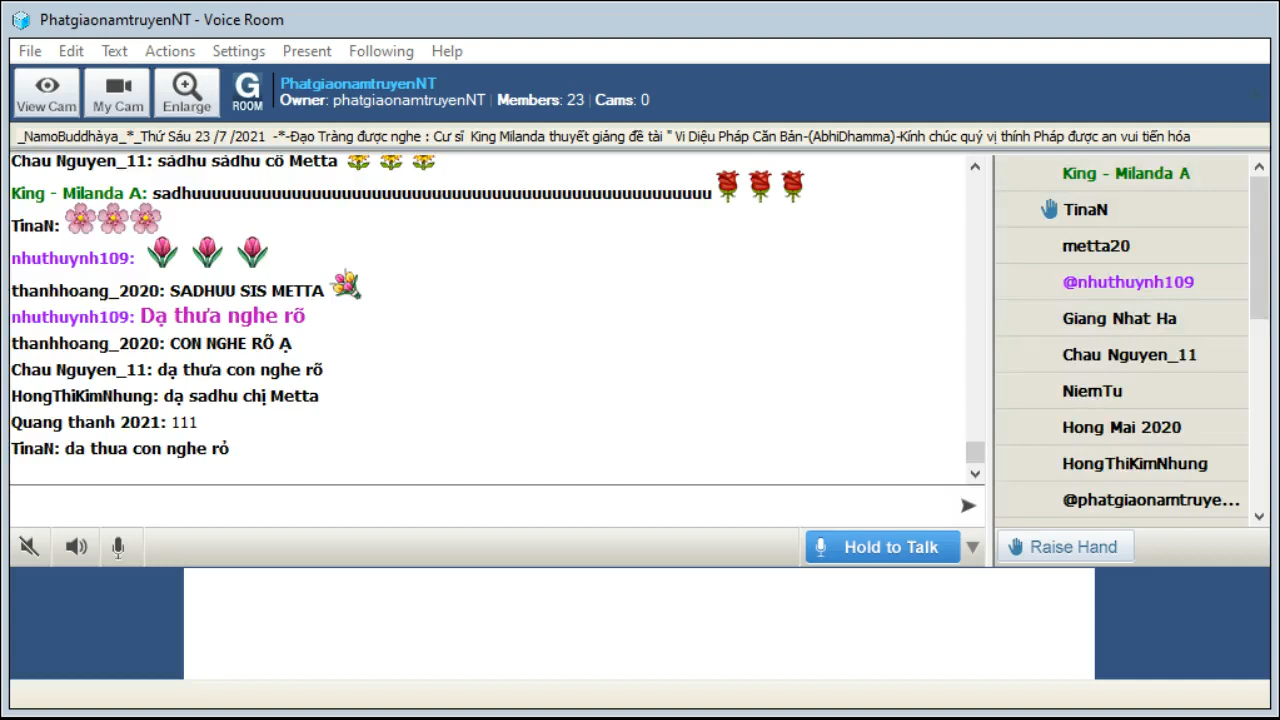 PhatgiaonamtruyenNT - Voice Room
File Edit Text Actions Settings Present Following Help
View Cam
My Cam
Enlarge
G ROOM
PhatgiaonamtruyenNT
Owner: phatgiaonamtruyenNT | Members: 23 | Cams: 0
_NamoBuddhàya_*_Thứ Sáu 23 /7 /2021 -*-Đạo Tràng được nghe : Cư sĩ King Milanda thuyết giảng đề tài " Vi Diệu Pháp Căn Bản-(AbhiDhamma)-Kính chúc quý vị thính Pháp được an vui tiến hóa
Chau Nguyen_11: sádhu sádhu cô Metta
King - Milanda A: sadhuuuuuuuuuuuuuuuuuuuuuuuuuuuuuuuuuuuuuuuuuuuuuuuuuuuu
TinaN:
nhuthuynh109:
thanhhoang_2020: SADHUU SIS METTA
nhuthuynh109: Dạ thưa nghe rõ
thanhhoang_2020: CON NGHE RÕ Ạ
Chau Nguyen_11: dạ thưa con nghe rõ
HongThiKimNhung: dạ sadhu chị Metta
Quang thanh 2021: 111
TinaN: da thua con nghe rỏ
King - Milanda A
TinaN
metta20
@nhuthuynh109
Giang Nhat Ha
Chau Nguyen_11
NiemTu
Hong Mai 2020
HongThiKimNhung
@phatgiaonamtruye...
Hold to Talk
Raise Hand